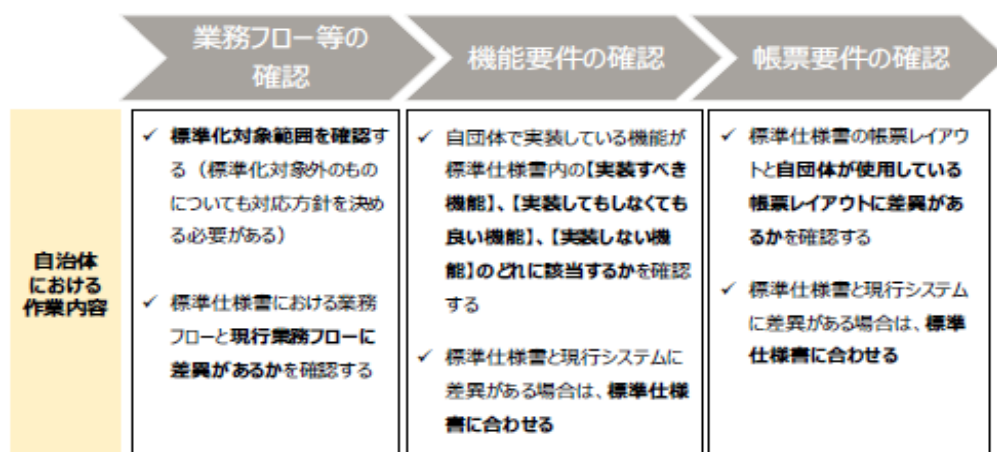 業務フロー等の
確認
機能要件の確認
帳票要件の確認
自治体
における
作業内容
✓ 標準化対象範囲を確認す
る（標準化対象外のもの
についても対応方針を決め
る必要がある）
✓ 標準仕様書における業務
フローと現行業務フローに
差異があるかを確認する
✓ 自団体で実装している機能が
標準仕様書内の【実装すべき
機能】、【実装してもしなくても
良い機能】、【実装しない機
能】のどれに該当するかを確認
する
✓ 標準仕様書と現行システムに
差異がある場合は、標準仕様
書に合わせる
✓ 標準仕様書の帳票レイアウ
トと自団体が使用している
帳票レイアウトに差異があ
るかを確認する
✓ 標準仕様書と現行システム
に差異がある場合は、標準
仕様書に合わせる